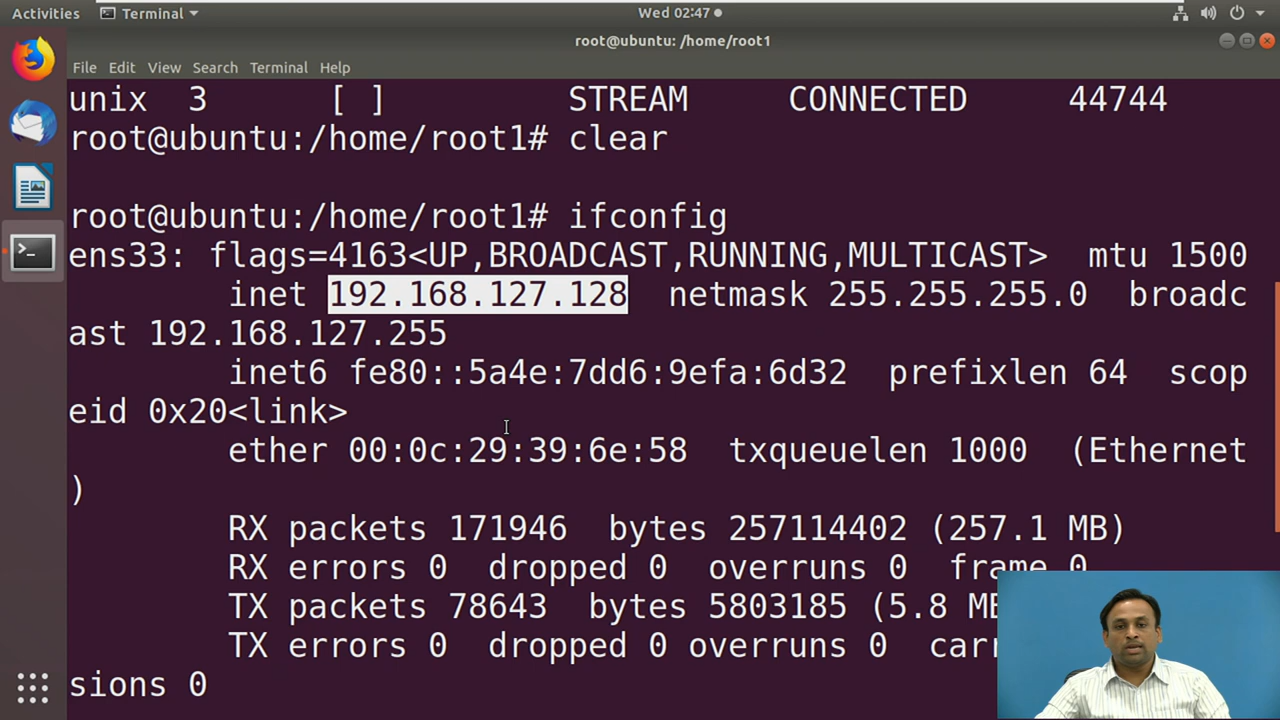 Activities Terminal Wed 02:47
root@ubuntu: /home/root1
File Edit View Search Terminal Help
unix 3 [ ] STREAM CONNECTED 44744
root@ubuntu:/home/root1# clear
root@ubuntu:/home/root1# ifconfig
ens33: flags=4163<UP,BROADCAST,RUNNING,MULTICAST> mtu 1500
inet 192.168.127.128 netmask 255.255.255.0 broadc
ast 192.168.127.255
inet6 fe80::5a4e:7dd6:9efa:6d32 prefixlen 64 scop
eid 0x20<link>
ether 00:0c:29:39:6e:58 txqueuelen 1000 (Ethernet
)
RX packets 171946 bytes 257114402 (257.1 MB)
RX errors 0 dropped 0 overruns 0 frame 0
TX packets 78643 bytes 5803185 (5.8 M
TX errors 0 dropped 0 overruns 0 car
sions 0